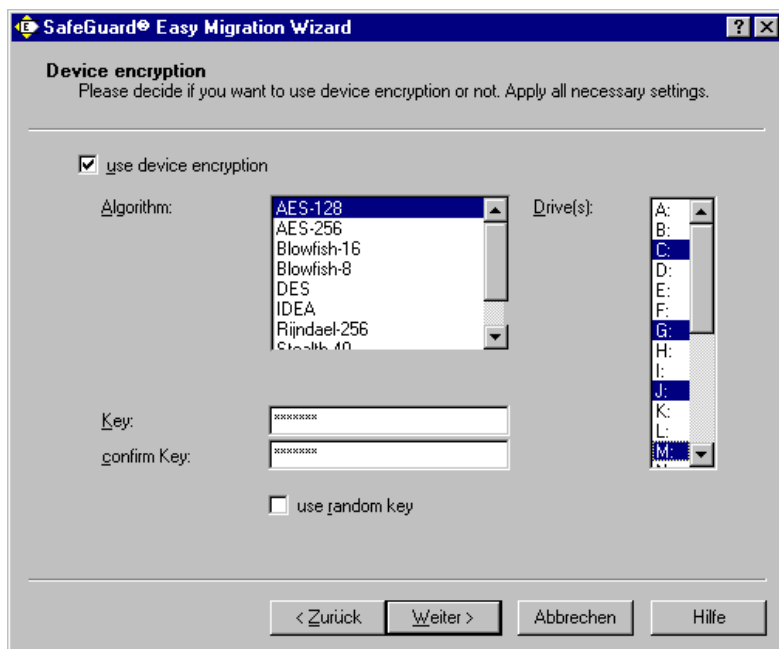 SafeGuard® Easy Migration Wizard
Device encryption
Please decide if you want to use device encryption or not. Apply all necessary settings.
use device encryption
Algorithm:
AES-128
AES-256
Blowfish-16
Blowfish-8
DES
IDEA
Rijndael-256
Stealth-40
Drive(s):
A:
B:
C:
D:
E:
F:
G:
H:
I:
J:
K:
L:
M:
Key:
*******
confirm Key:
*******
use random key
< Zurück
Weiter >
Abbrechen
Hilfe